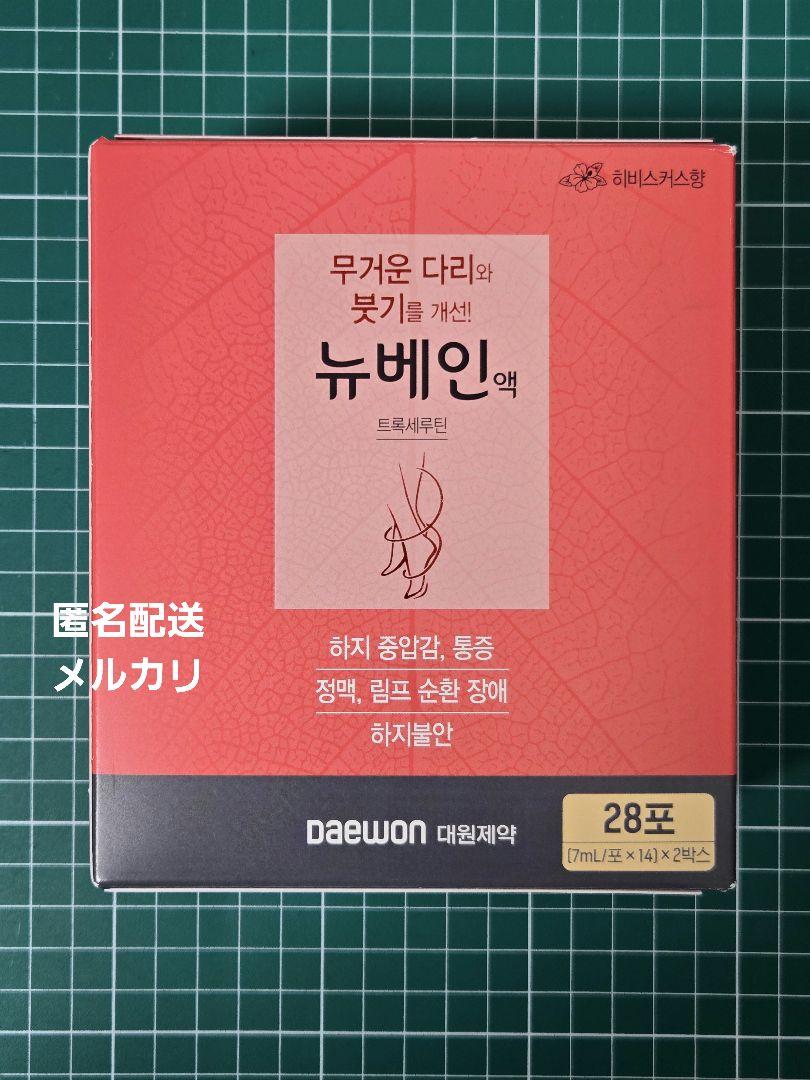 히비스커스향
무거운 다리와
붓기를 개선!
뉴베인액
트록세루틴
匿名配送
メルカリ
하지 중압감, 통증
정맥, 림프 순환 장애
하지불안
Daewon 대원제약
28포
(7mL/포 × 14) × 2박스